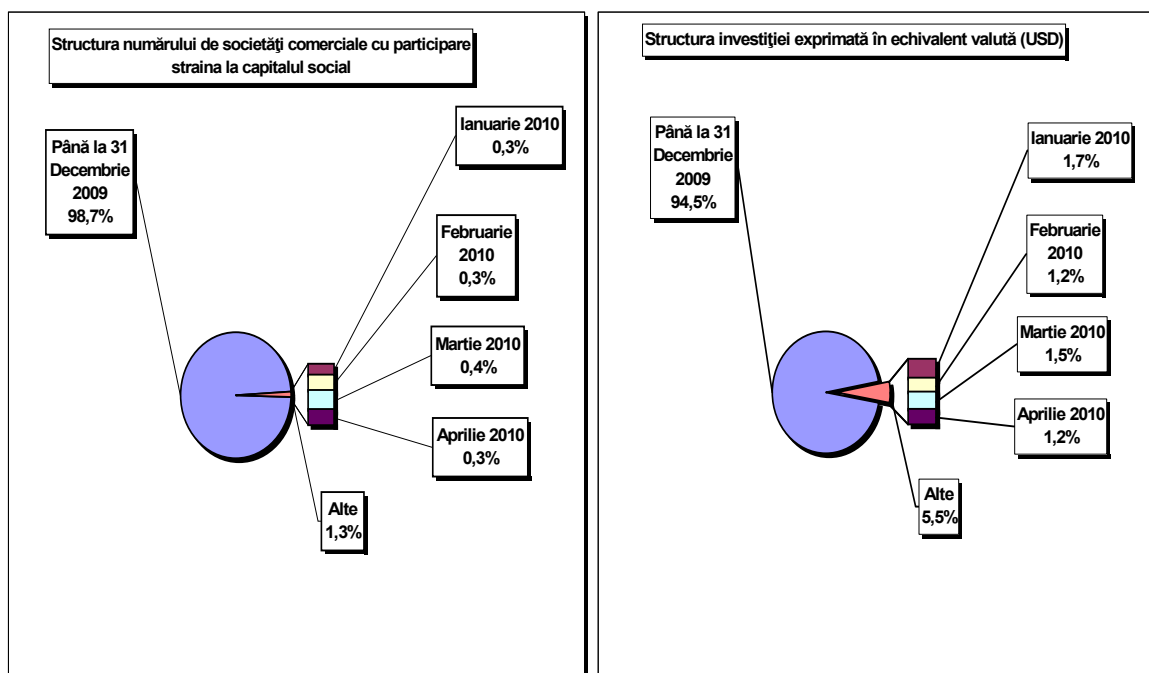 Structura numărului de societăţi comerciale cu participare
straina la capitalul social
Până la 31
Decembrie
2009
98,7%
Ianuarie 2010
0,3%
Februarie
2010
0,3%
Martie 2010
0,4%
Aprilie 2010
0,3%
Alte
1,3%
Structura investiţiei exprimată în echivalent valută (USD)
Până la 31
Decembrie
2009
94,5%
Ianuarie 2010
1,7%
Februarie
2010
1,2%
Martie 2010
1,5%
Aprilie 2010
1,2%
Alte
5,5%